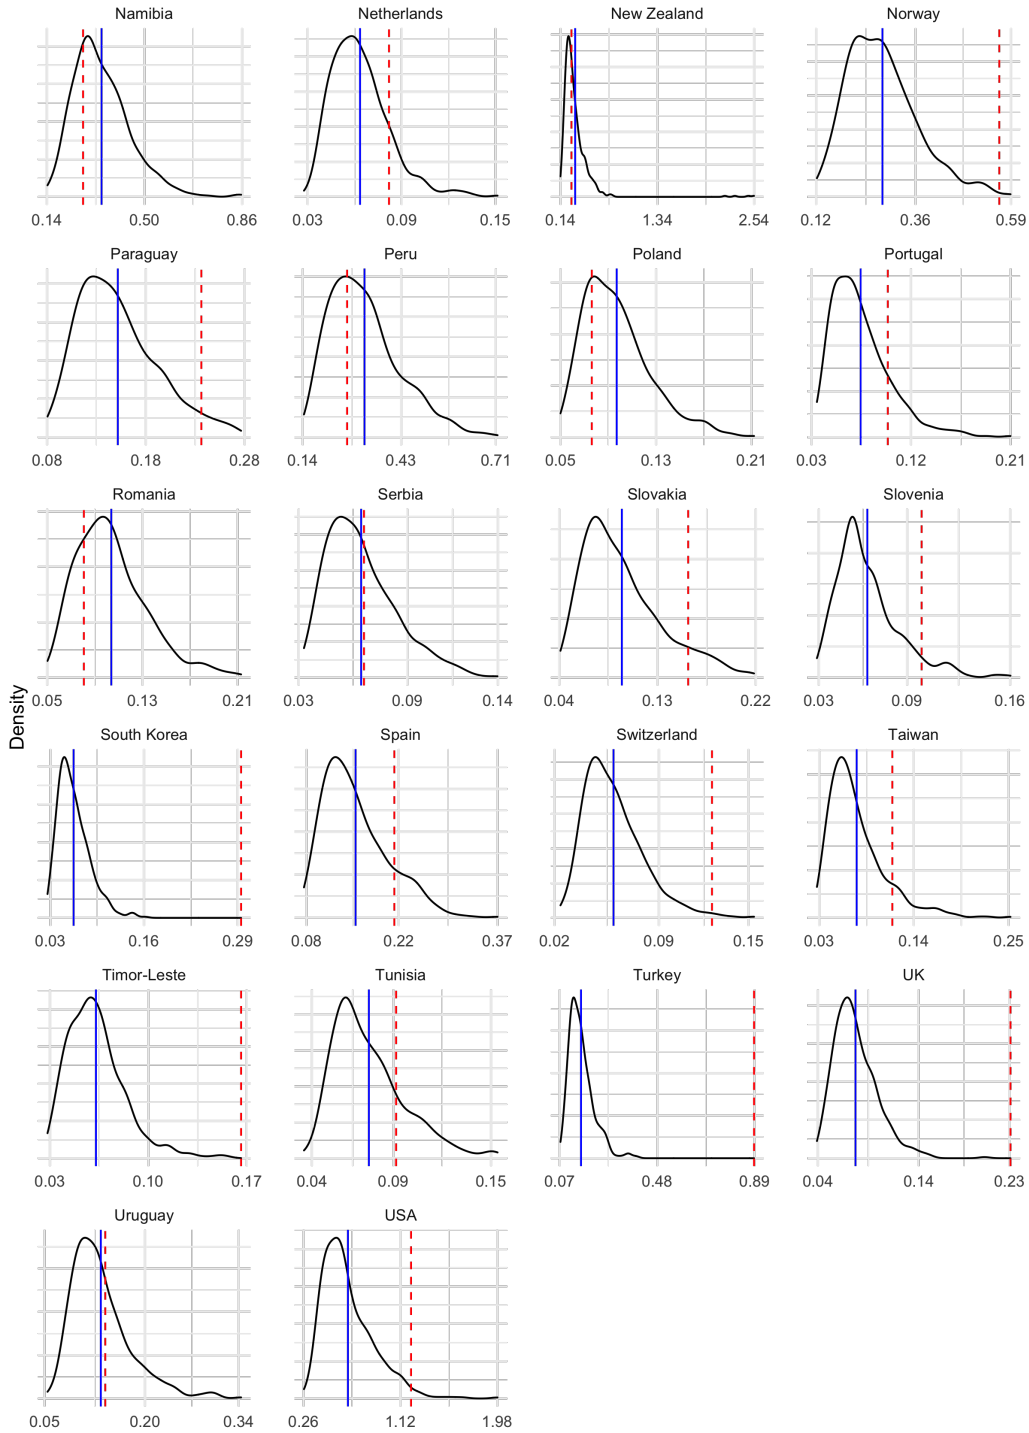 Namibia Netherlands New Zealand Norway
0.14 0.50 0.86 0.03 0.09 0.15 0.14 1.34 2.54 0.12 0.36 0.59
Paraguay Peru Poland Portugal
0.08 0.18 0.28 0.14 0.43 0.71 0.05 0.13 0.21 0.03 0.12 0.21
Romania Serbia Slovakia Slovenia
0.05 0.13 0.21 0.03 0.09 0.14 0.04 0.13 0.22 0.03 0.09 0.16
Density
South Korea Spain Switzerland Taiwan
0.03 0.16 0.29 0.08 0.22 0.37 0.02 0.09 0.15 0.03 0.14 0.25
Timor-Leste Tunisia Turkey UK
0.03 0.10 0.17 0.04 0.09 0.15 0.07 0.48 0.89 0.04 0.14 0.23
Uruguay USA
0.05 0.20 0.34 0.26 1.12 1.98